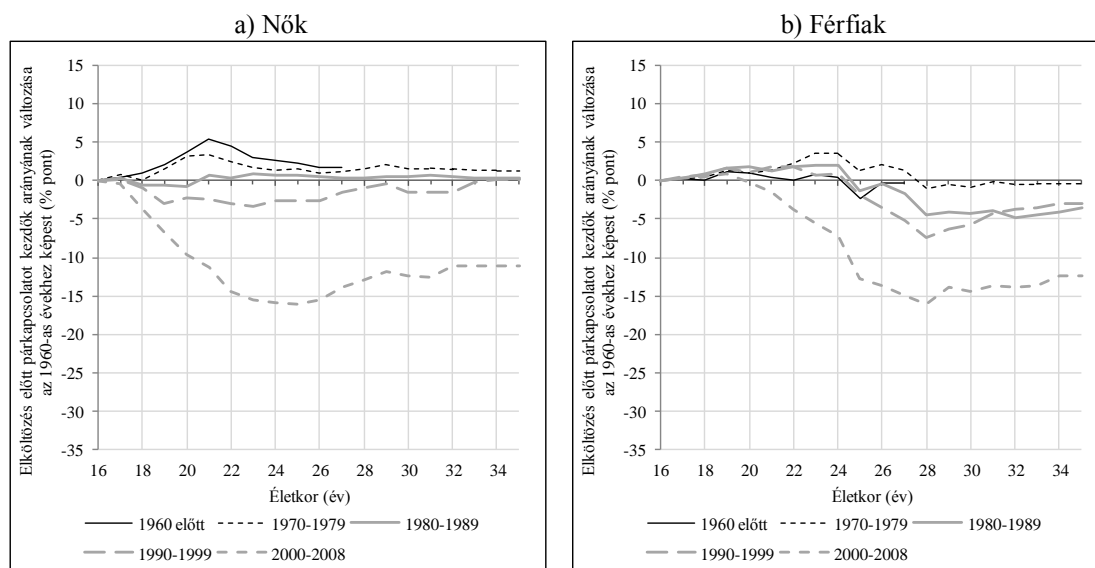 a) Nők
Elköltözés előtt párkapcsolatot kezdők arányának változása
az 1960-as évekhez képest (% pont)
15
10
5
0
-5
-10
-15
-20
-25
-30
-35
16 18 20 22 24 26 28 30 32 34
Életkor (év)
1960 előtt 1970-1979 1980-1989
1990-1999 2000-2008
b) Férfiak
Elköltözés előtt párkapcsolatot kezdők arányának változása
az 1960-as évekhez képest (% pont)
15
10
5
0
-5
-10
-15
-20
-25
-30
-35
16 18 20 22 24 26 28 30 32 34
Életkor (év)
1960 előtt 1970-1979 1980-1989
1990-1999 2000-2008